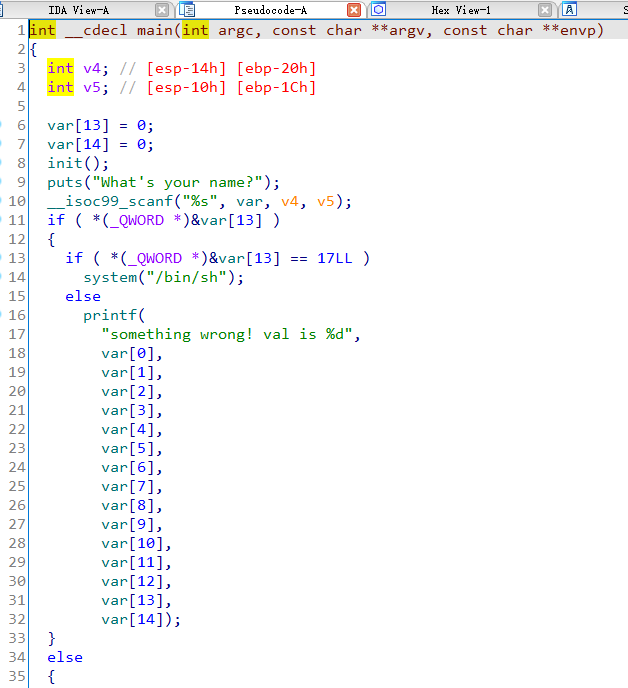 IDA View-A Pseudocode-A Hex View-1 A S
1 int __cdecl main(int argc, const char **argv, const char **envp)
2 {
3 int v4; // [esp-14h] [ebp-20h]
4 int v5; // [esp-10h] [ebp-1Ch]
5
6 var[13] = 0;
7 var[14] = 0;
8 init();
9 puts("What's your name?");
10 __isoc99_scanf("%s", var, v4, v5);
11 if ( *(_QWORD *)&var[13] )
12 {
13 if ( *(_QWORD *)&var[13] == 17LL )
14 system("/bin/sh");
15 else
16 printf(
17 "something wrong! val is %d",
18 var[0],
19 var[1],
20 var[2],
21 var[3],
22 var[4],
23 var[5],
24 var[6],
25 var[7],
26 var[8],
27 var[9],
28 var[10],
29 var[11],
30 var[12],
31 var[13],
32 var[14]);
33 }
34 else
35 {